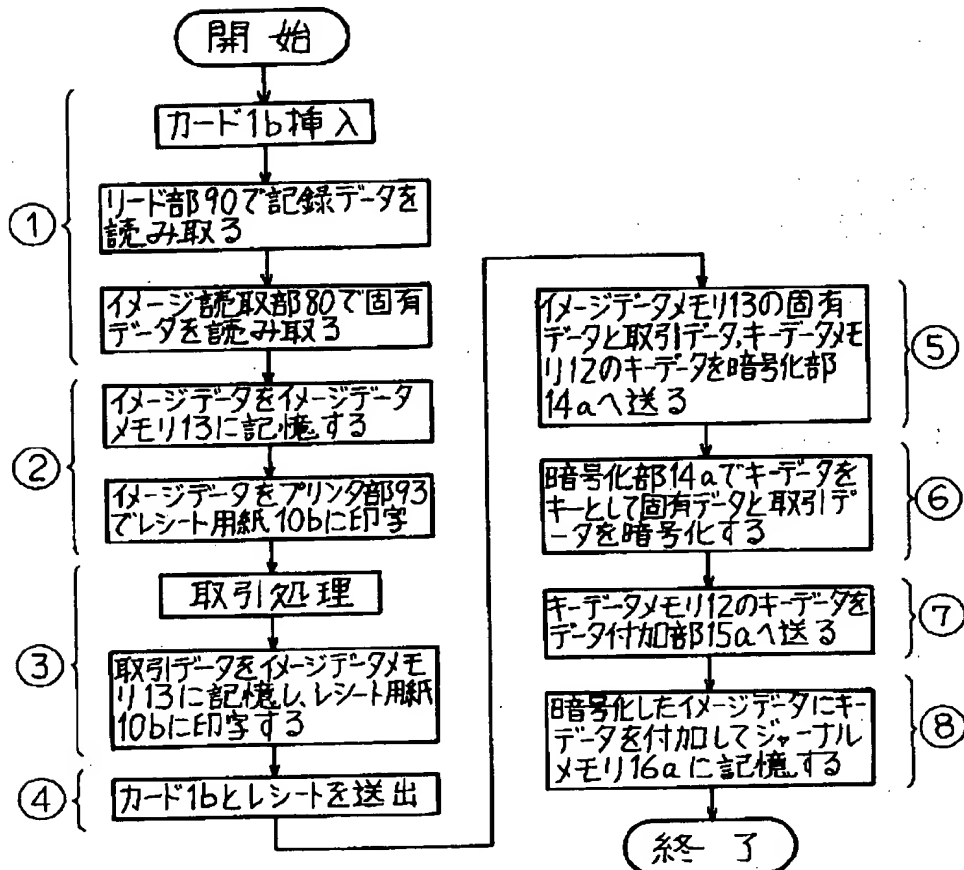 開始
カード1b挿入
リード部90で記録データを
読み取る
イメージ読取部80で固有
データを読み取る
①
イメージデータをイメージデータ
メモリ13に記憶する
イメージデータをプリンタ部93
でレシート用紙10bに印字
②
取引処理
取引データをイメージデータメモ
リ13に記憶し、レシート用紙
10bに印字する
③
カード1bとレシートを送出
④
イメージデータメモリ13の固有
データと取引データ、キーデータメモ
リ12のキーデータを暗号化部
14aへ送る
⑤
暗号化部14aでキーデータを
キーとして固有データと取引デ
ータを暗号化する
⑥
キーデータメモリ12のキーデータを
データ付加部15aへ送る
⑦
暗号化したイメージデータにキー
データを付加してジャーナル
メモリ16aに記憶する
⑧
終了